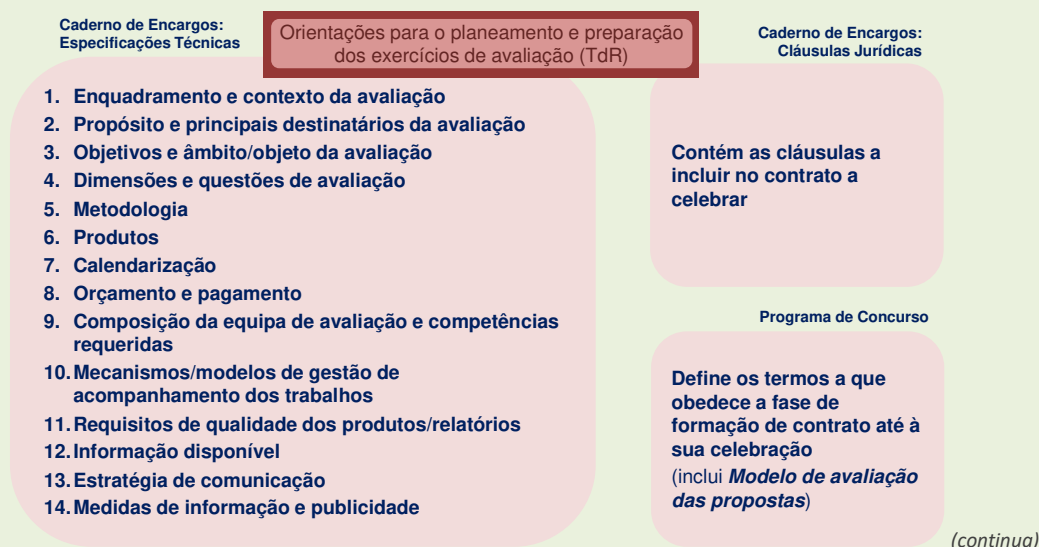 Caderno de Encargos:
Especificações Técnicas
Orientações para o planeamento e preparação
dos exercícios de avaliação (TdR)
Caderno de Encargos:
Cláusulas Jurídicas
1. Enquadramento e contexto da avaliação
2. Propósito e principais destinatários da avaliação
3. Objetivos e âmbito/objeto da avaliação
4. Dimensões e questões de avaliação
5. Metodologia
6. Produtos
7. Calendarização
8. Orçamento e pagamento
9. Composição da equipa de avaliação e competências
requeridas
10. Mecanismos/modelos de gestão de
acompanhamento dos trabalhos
11. Requisitos de qualidade dos produtos/relatórios
12. Informação disponível
13. Estratégia de comunicação
14. Medidas de informação e publicidade
Contém as cláusulas a
incluir no contrato a
celebrar
Programa de Concurso
Define os termos a que
obedece a fase de
formação de contrato até à
sua celebração
(inclui Modelo de avaliação
das propostas)
(continua)